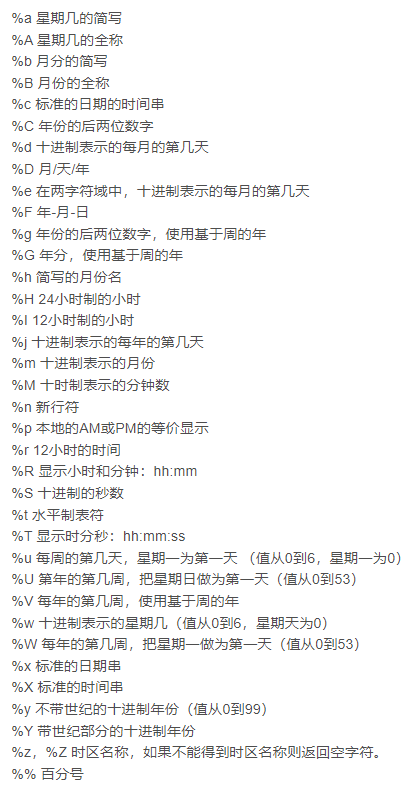 %a 星期几的简写
%A 星期几的全称
%b 月分的简写
%B 月份的全称
%c 标准的日期的时间串
%C 年份的后两位数字
%d 十进制表示的每月的第几天
%D 月/天/年
%e 在两字符域中，十进制表示的每月的第几天
%F 年-月-日
%g 年份的后两位数字，使用基于周的年
%G 年分，使用基于周的年
%h 简写的月份名
%H 24小时制的小时
%I 12小时制的小时
%j 十进制表示的每年的第几天
%m 十进制表示的月份
%M 十时制表示的分钟数
%n 新行符
%p 本地的AM或PM的等价显示
%r 12小时的时间
%R 显示小时和分钟：hh:mm
%S 十进制的秒数
%t 水平制表符
%T 显示时分秒：hh:mm:ss
%u 每周的第几天，星期一为第一天 （值从0到6，星期一为0）
%U 第年的第几周，把星期日做为第一天（值从0到53）
%V 每年的第几周，使用基于周的年
%w 十进制表示的星期几（值从0到6，星期天为0）
%W 每年的第几周，把星期一做为第一天（值从0到53）
%x 标准的日期串
%X 标准的时间串
%y 不带世纪的十进制年份（值从0到99）
%Y 带世纪部分的十进制年份
%z，%Z 时区名称，如果不能得到时区名称则返回空字符。
%% 百分号